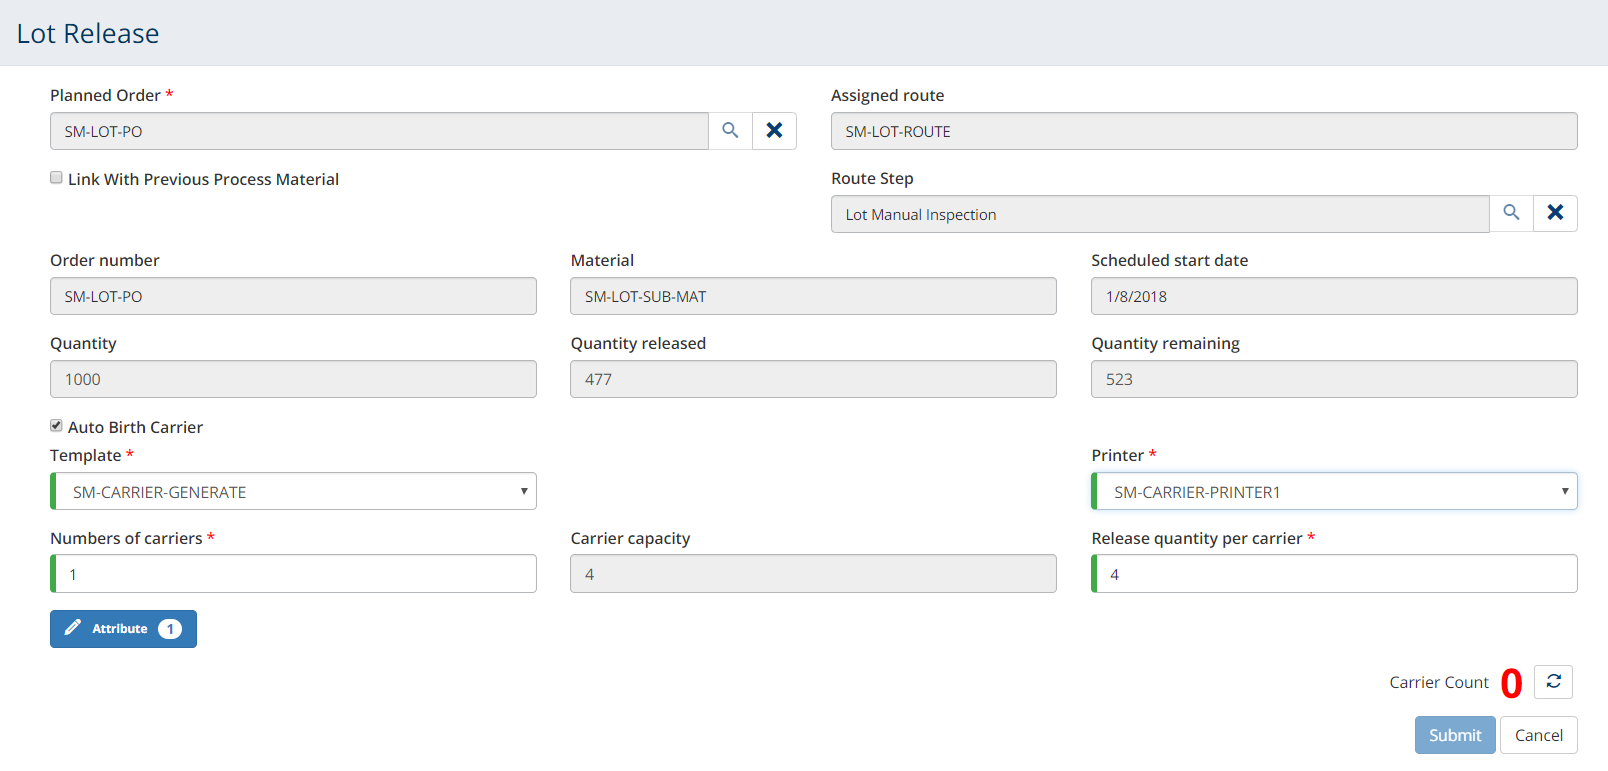 Lot Release
Planned Order * Assigned route
SM-LOT-PO SM-LOT-ROUTE
Link With Previous Process Material Route Step
Lot Manual Inspection
Order number Material Scheduled start date
SM-LOT-PO SM-LOT-SUB-MAT 1/8/2018
Quantity Quantity released Quantity remaining
1000 477 523
Auto Birth Carrier
Template * Printer *
SM-CARRIER-GENERATE SM-CARRIER-PRINTER1
Numbers of carriers * Carrier capacity Release quantity per carrier *
1 4 4
Attribute 1
Carrier Count 0
Submit Cancel